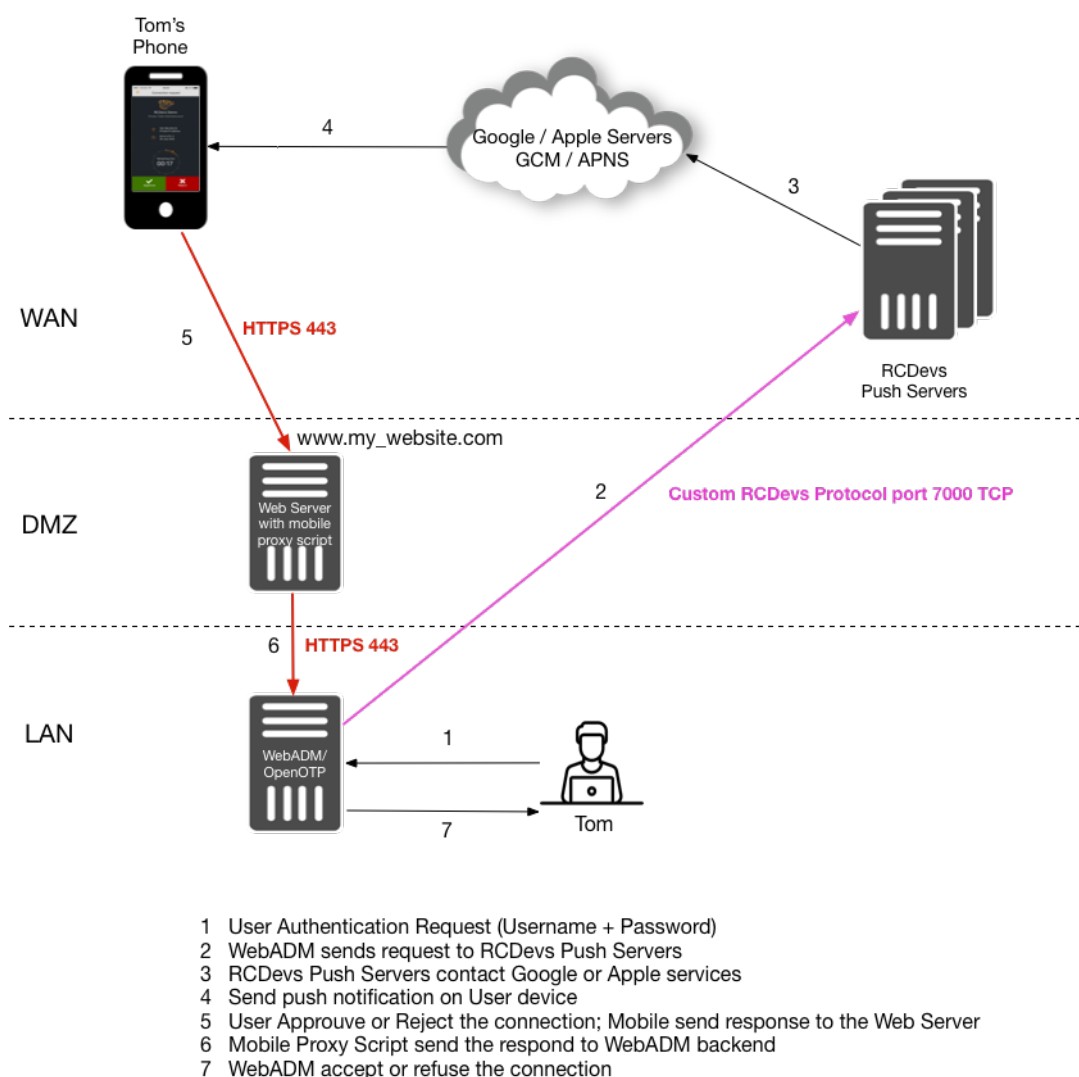 Tom's
Phone
4
Google / Apple Servers
GCM / APNS
3
00:17
WAN
5
HTTPS 443
RCDevs
Push Servers
www.my_website.com
2
Custom RCDevs Protocol port 7000 TCP
DMZ
Web Server
with mobile
proxy script
6
HTTPS 443
LAN
WebADM/
OpenOTP
1
7
Tom
1 User Authentication Request (Username + Password)
2 WebADM sends request to RCDevs Push Servers
3 RCDevs Push Servers contact Google or Apple services
4 Send push notification on User device
5 User Approuve or Reject the connection; Mobile send response to the Web Server
6 Mobile Proxy Script send the respond to WebADM backend
7 WebADM accept or refuse the connection